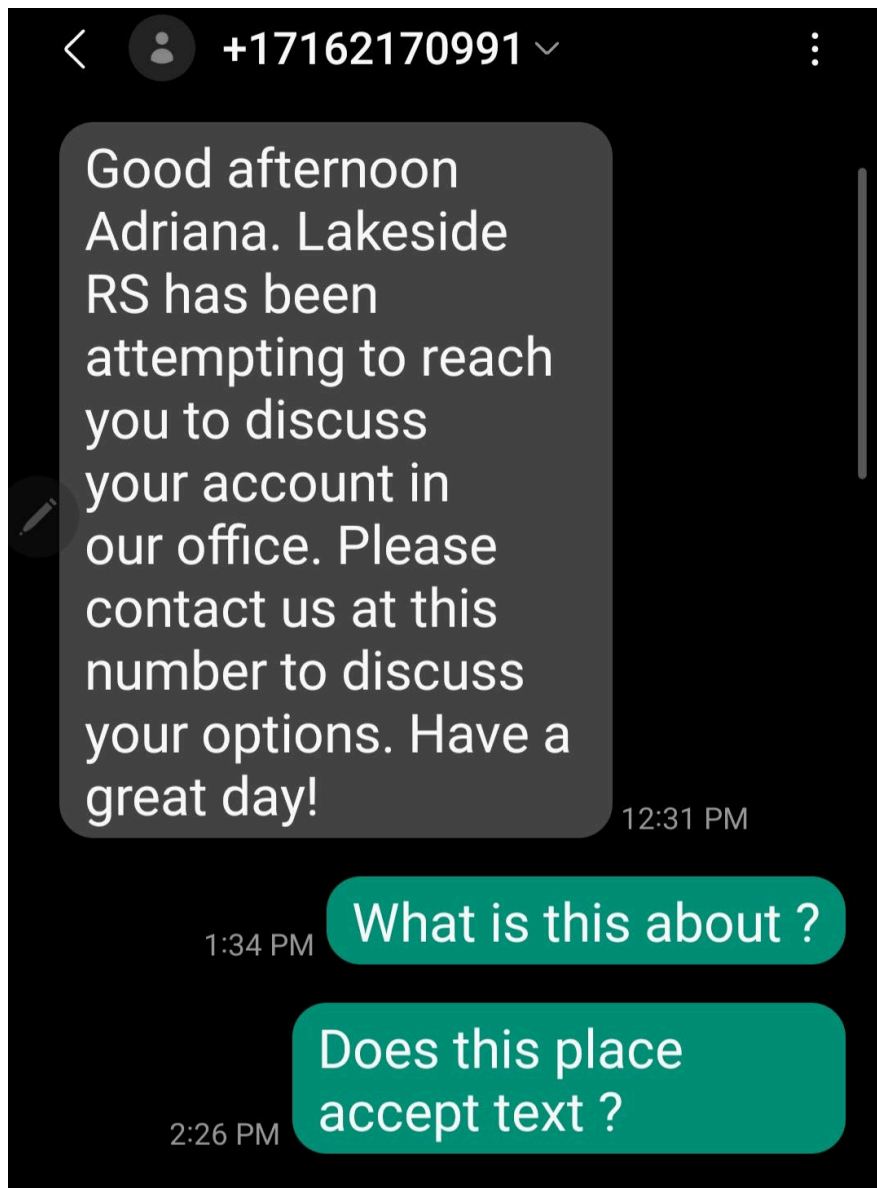 +17162170991
Good afternoon
Adriana. Lakeside
RS has been
attempting to reach
you to discuss
your account in
our office. Please
contact us at this
number to discuss
your options. Have a
great day!
12:31 PM
What is this about ?
1:34 PM
Does this place
accept text ?
2:26 PM